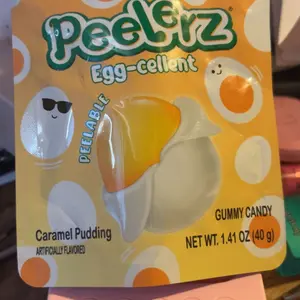 Peelerz
Egg-cellent
PEELABLE
Caramel Pudding
ARTIFICIALLY FLAVORED
GUMMY CANDY
NET WT. 1.41 OZ (40 g)